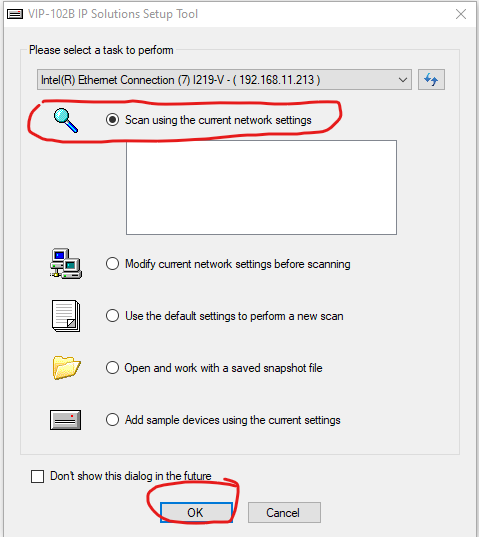 VIP-102B IP Solutions Setup Tool
Please select a task to perform
Intel(R) Ethernet Connection (7) I219-V - ( 192.168.11.213 )
Scan using the current network settings
Modify current network settings before scanning
Use the default settings to perform a new scan
Open and work with a saved snapshot file
Add sample devices using the current settings
Don't show this dialog in the future
OK
Cancel